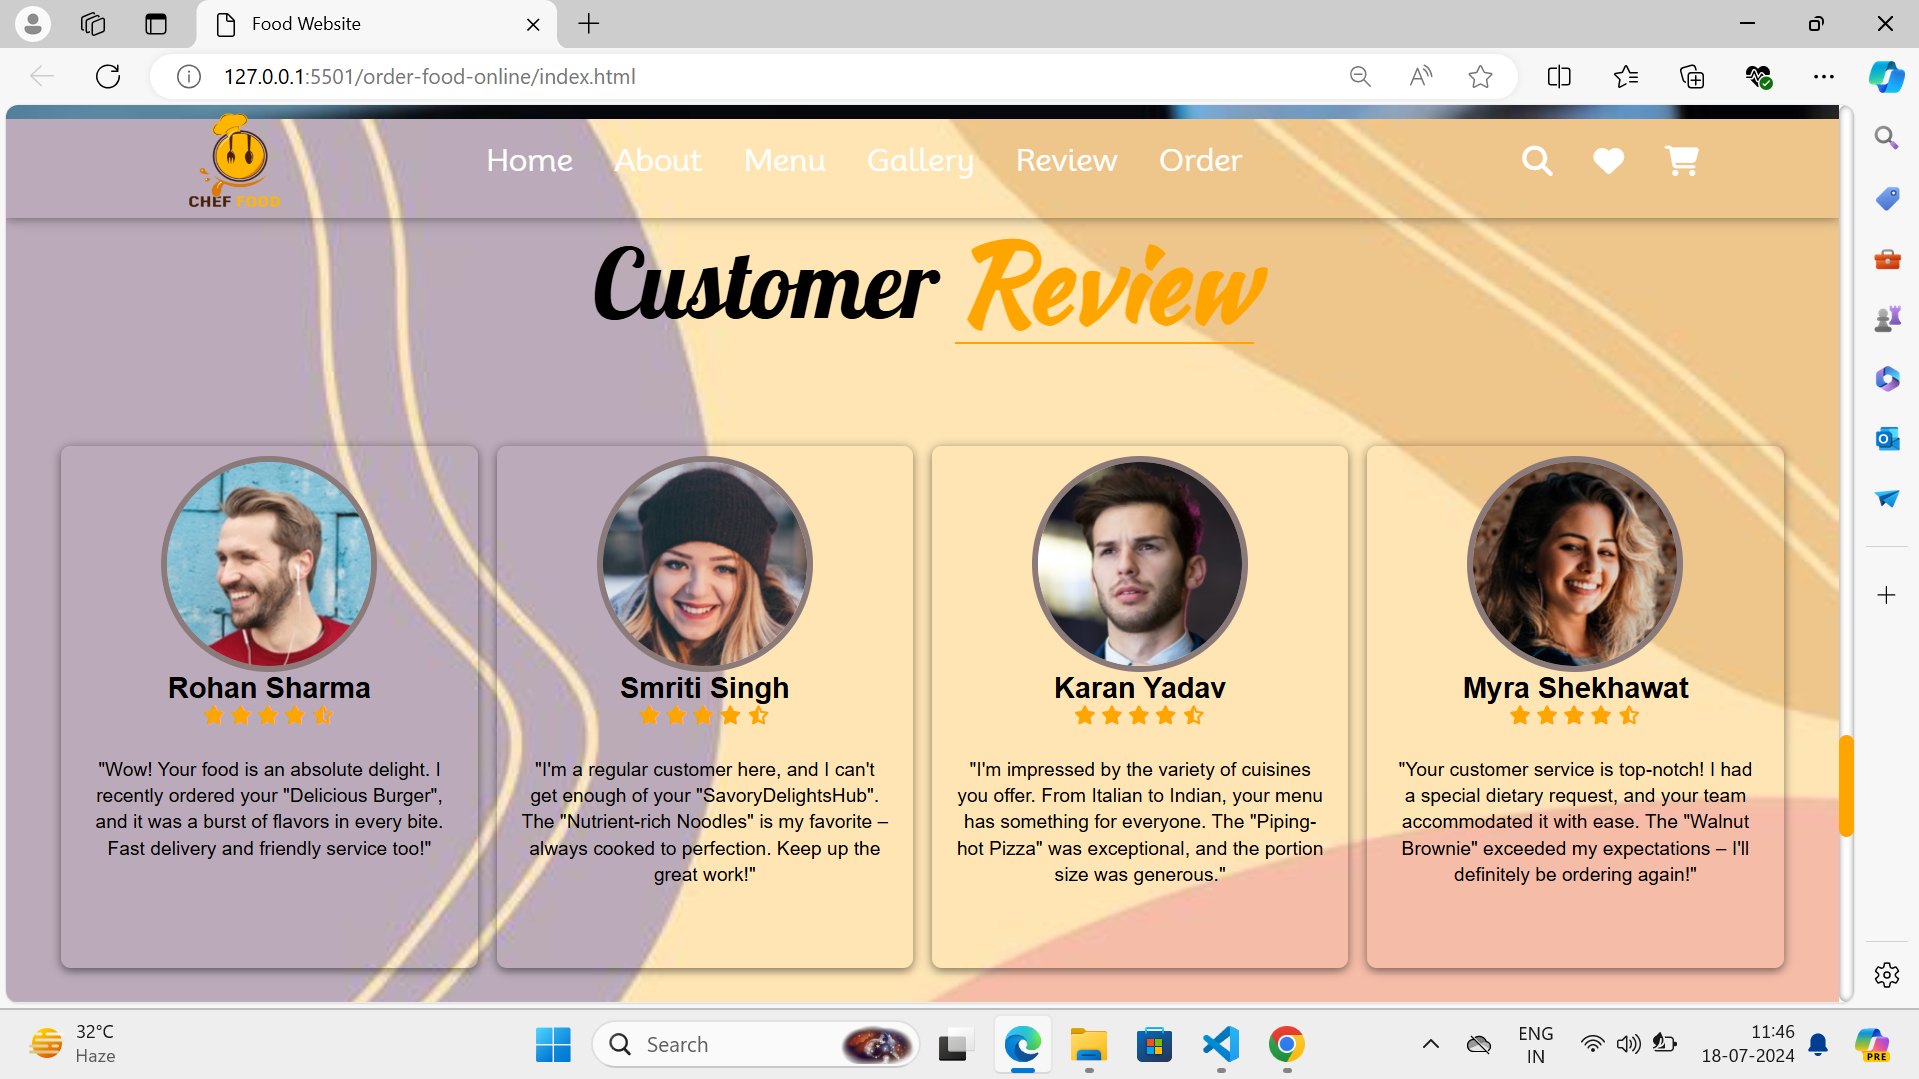 Food Website
127.0.0.1:5501/order-food-online/index.html
CHEF FOOD
Home About Menu Gallery Review Order
Customer Review
Rohan Sharma
"Wow! Your food is an absolute delight. I
recently ordered your "Delicious Burger",
and it was a burst of flavors in every bite.
Fast delivery and friendly service too!"
Smriti Singh
"I'm a regular customer here, and I can't
get enough of your "SavoryDelightsHub".
The "Nutrient-rich Noodles" is my favorite –
always cooked to perfection. Keep up the
great work!"
Karan Yadav
"I'm impressed by the variety of cuisines
you offer. From Italian to Indian, your menu
has something for everyone. The "Piping-
hot Pizza" was exceptional, and the portion
size was generous."
Myra Shekhawat
"Your customer service is top-notch! I had
a special dietary request, and your team
accommodated it with ease. The "Walnut
Brownie" exceeded my expectations – I'll
definitely be ordering again!"
32°C
Haze
Search
ENG
IN
11:46
18-07-2024
PRE